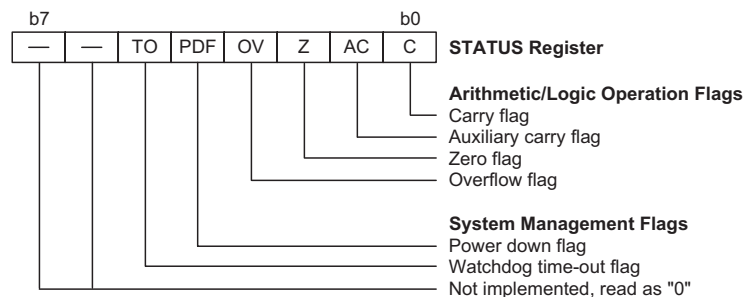 b7 b0
— — TO PDF OV Z AC C STATUS Register
Arithmetic/Logic Operation Flags
Carry flag
Auxiliary carry flag
Zero flag
Overflow flag
System Management Flags
Power down flag
Watchdog time-out flag
Not implemented, read as "0"